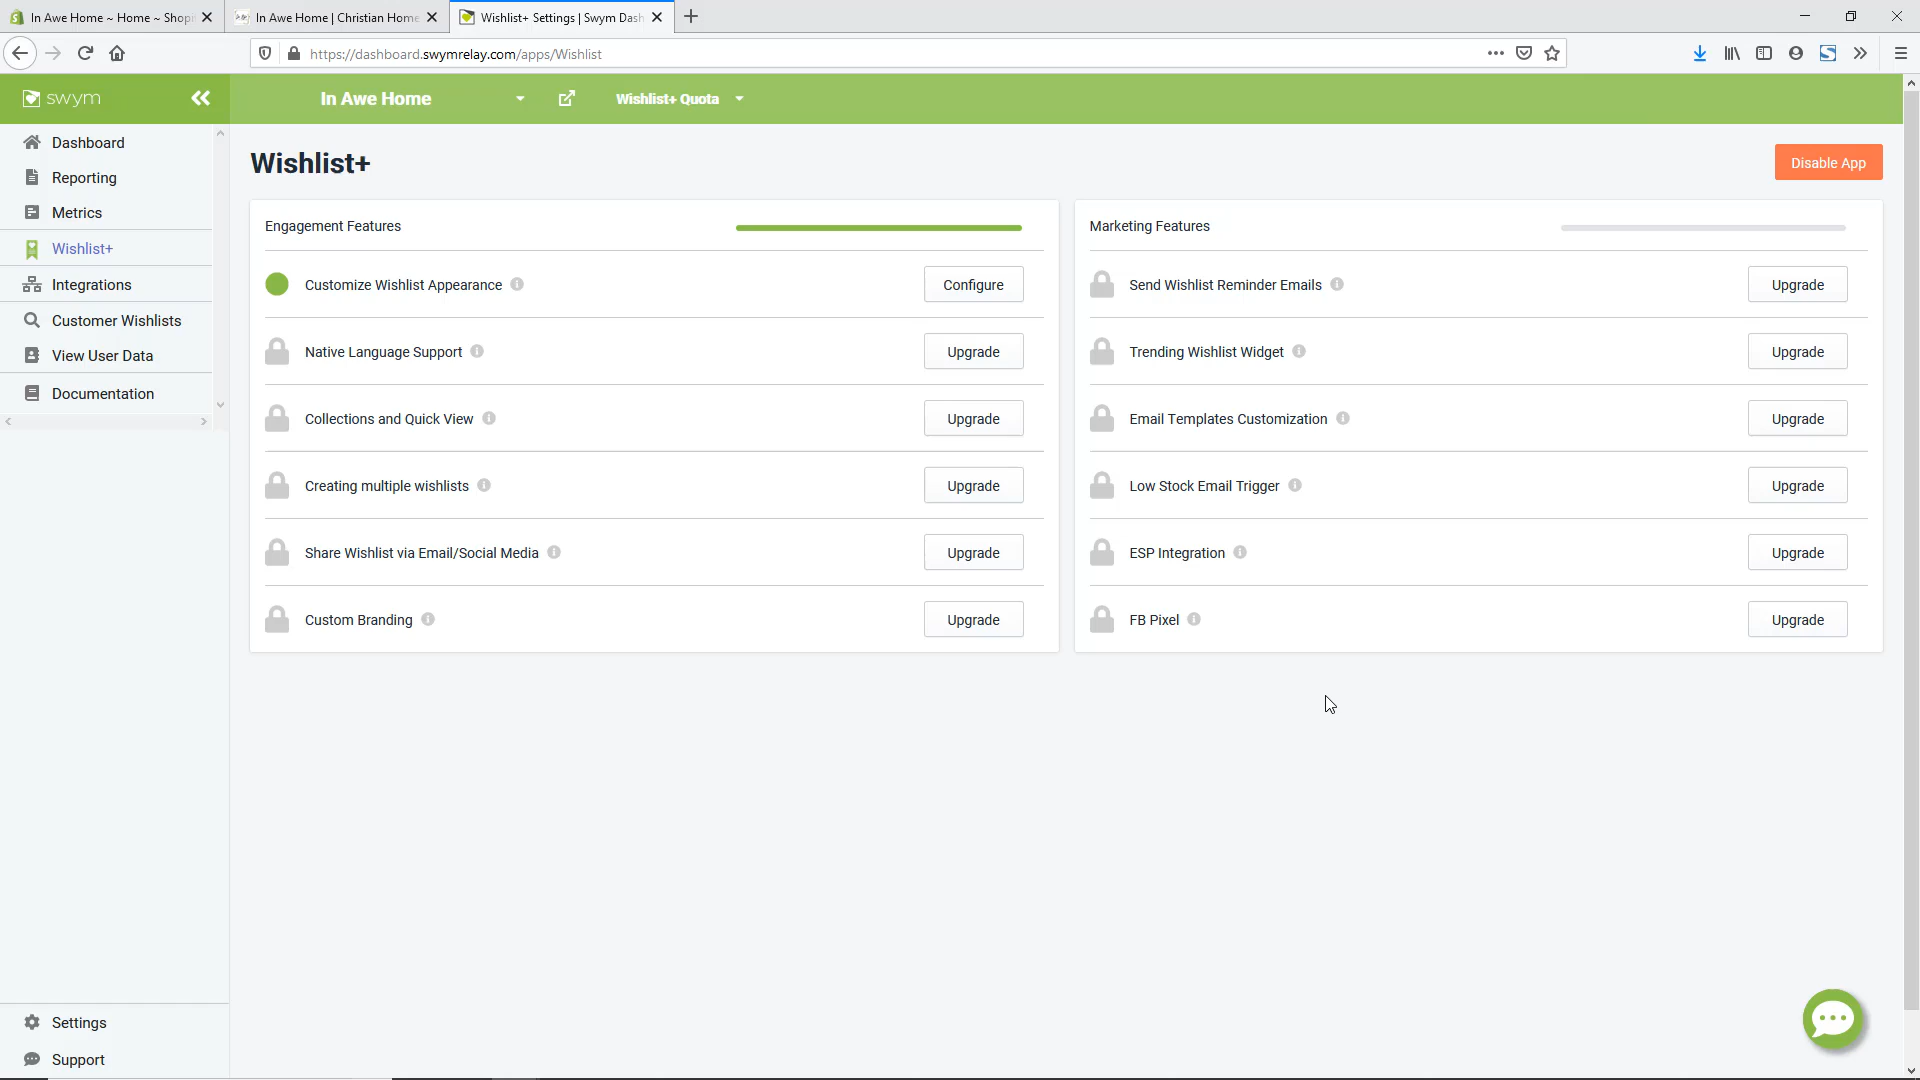 In Awe Home ~ Home ~ Shopi
In Awe Home | Christian Home
Wishlist+ Settings | Swym Dash
https://dashboard.swymrelay.com/apps/Wishlist
swym
In Awe Home
Wishlist+ Quota
Dashboard
Reporting
Metrics
Wishlist+
Integrations
Customer Wishlists
View User Data
Documentation
Settings
Support
Wishlist+
Disable App
Engagement Features
Customize Wishlist Appearance
Configure
Native Language Support
Upgrade
Collections and Quick View
Upgrade
Creating multiple wishlists
Upgrade
Share Wishlist via Email/Social Media
Upgrade
Custom Branding
Upgrade
Marketing Features
Send Wishlist Reminder Emails
Upgrade
Trending Wishlist Widget
Upgrade
Email Templates Customization
Upgrade
Low Stock Email Trigger
Upgrade
ESP Integration
Upgrade
FB Pixel
Upgrade